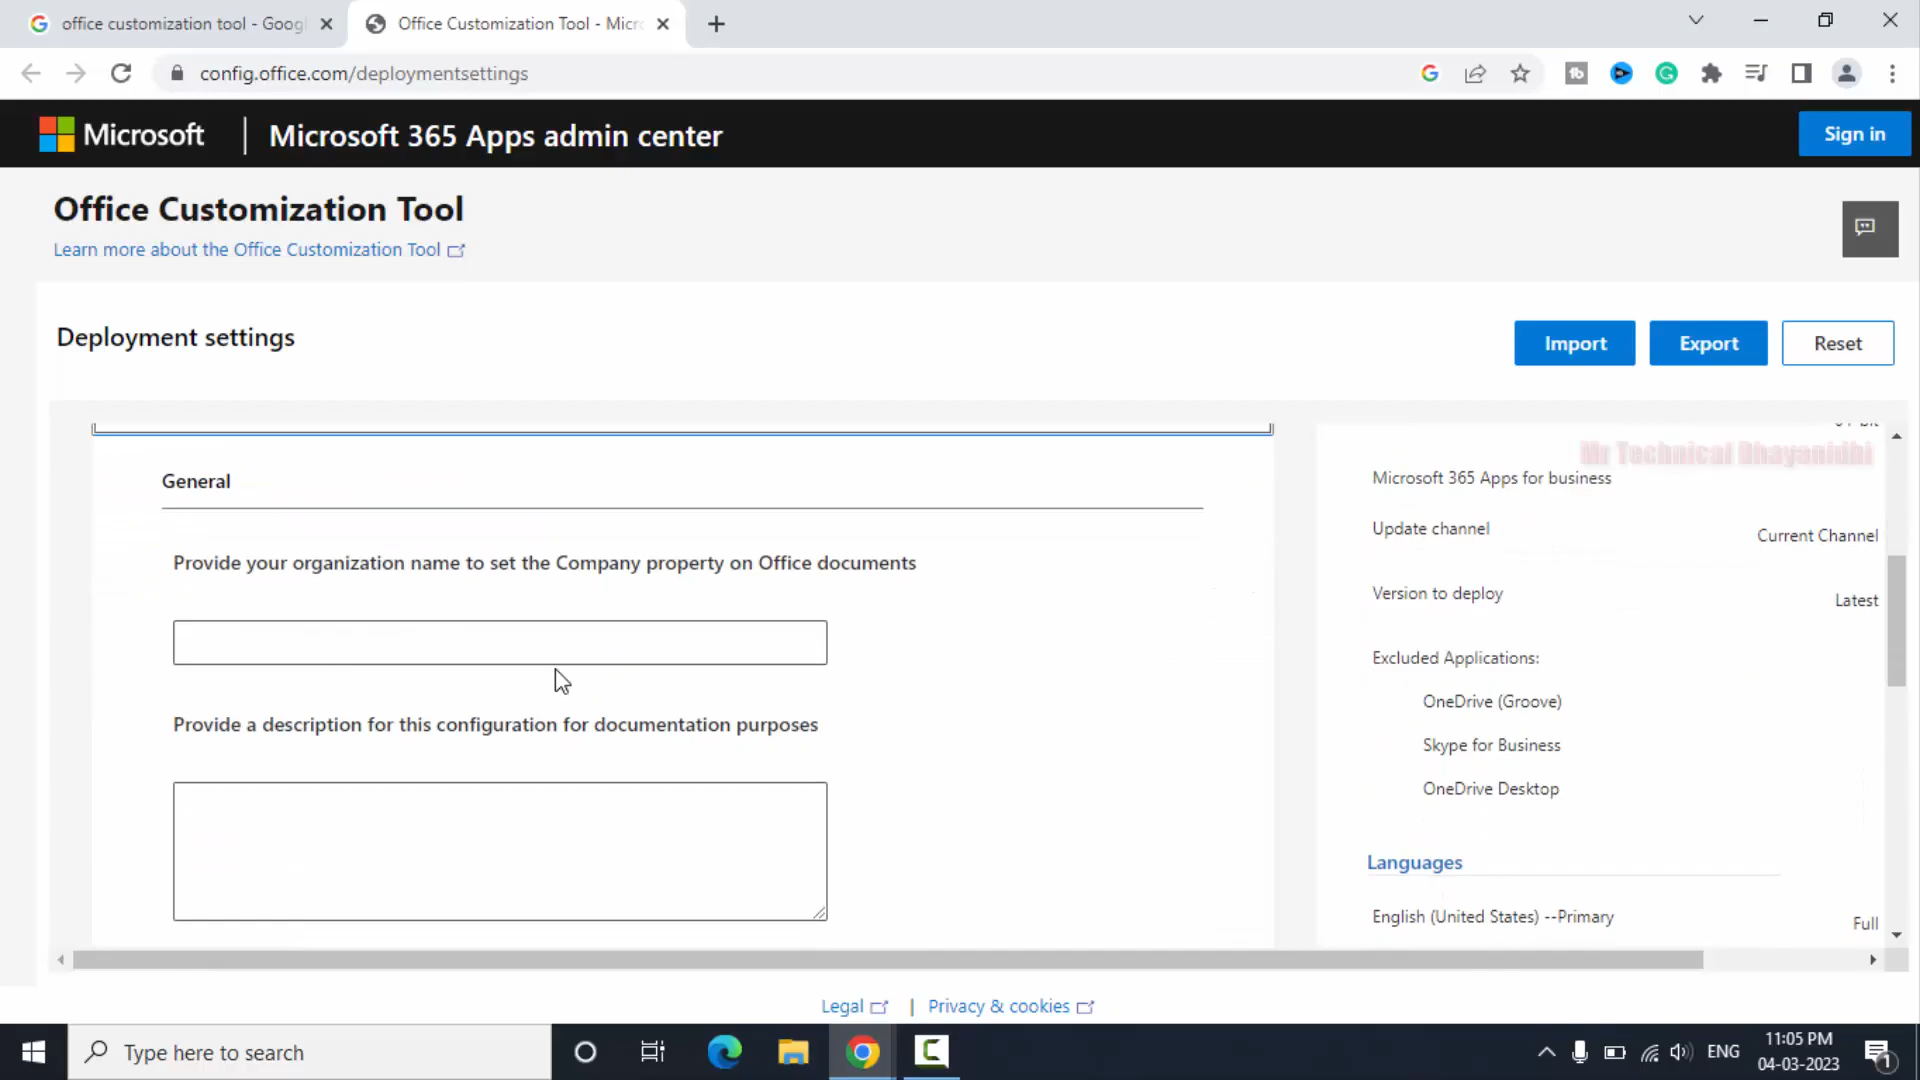 office customization tool - Goog
Office Customization Tool - Micr
config.office.com/deploymentsettings
Microsoft
Microsoft 365 Apps admin center
Sign in
Office Customization Tool
Learn more about the Office Customization Tool
Deployment settings
Import
Export
Reset
Mr Technical Dhayanidhi
General
Microsoft 365 Apps for business
Update channel
Current Channel
Provide your organization name to set the Company property on Office documents
Version to deploy
Latest
Excluded Applications:
OneDrive (Groove)
Provide a description for this configuration for documentation purposes
Skype for Business
OneDrive Desktop
Languages
English (United States) --Primary
Full
Legal
|
Privacy & cookies
Type here to search
ENG
11:05 PM
04-03-2023
1